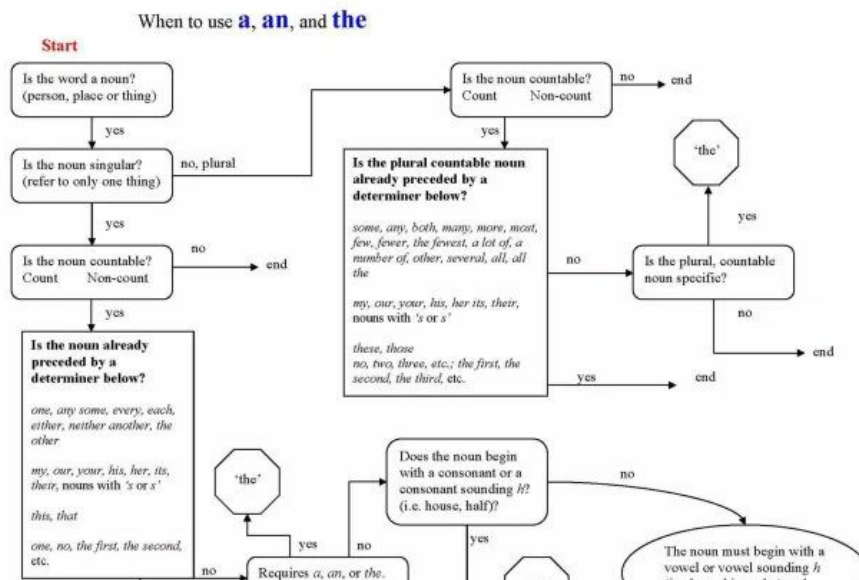 When to use a, an, and the
Start
Is the word a noun?
(person, place or thing)
yes
Is the noun singular?
(refer to only one thing)
no, plural
yes
Is the noun countable?
Count Non-count
no
end
yes
Is the noun already
preceded by a
determiner below?
one, any some, every, each,
either, neither another, the
other
my, our, your, his, her, its,
their, nouns with 's or s'
this, that
one, no, the first, the second,
etc.
no
Is the noun countable?
Count Non-count
no
end
yes
Is the plural countable noun
already preceded by a
determiner below?
some, any, both, many, more, most,
few, fewer, the fewest, a lot of, a
number of, other, several, all, all
the
my, our, your, his, her its, their,
nouns with 's or s'
these, those
no, two, three, etc.; the first, the
second, the third, etc.
no
yes
end
'the'
yes
Is the plural, countable
noun specific?
no
end
'the'
yes
Requires a, an, or the.
no
Does the noun begin
with a consonant or a
consonant sounding h?
(i.e. house, half)?
yes
no
The noun must begin with a
vowel or vowel sounding h